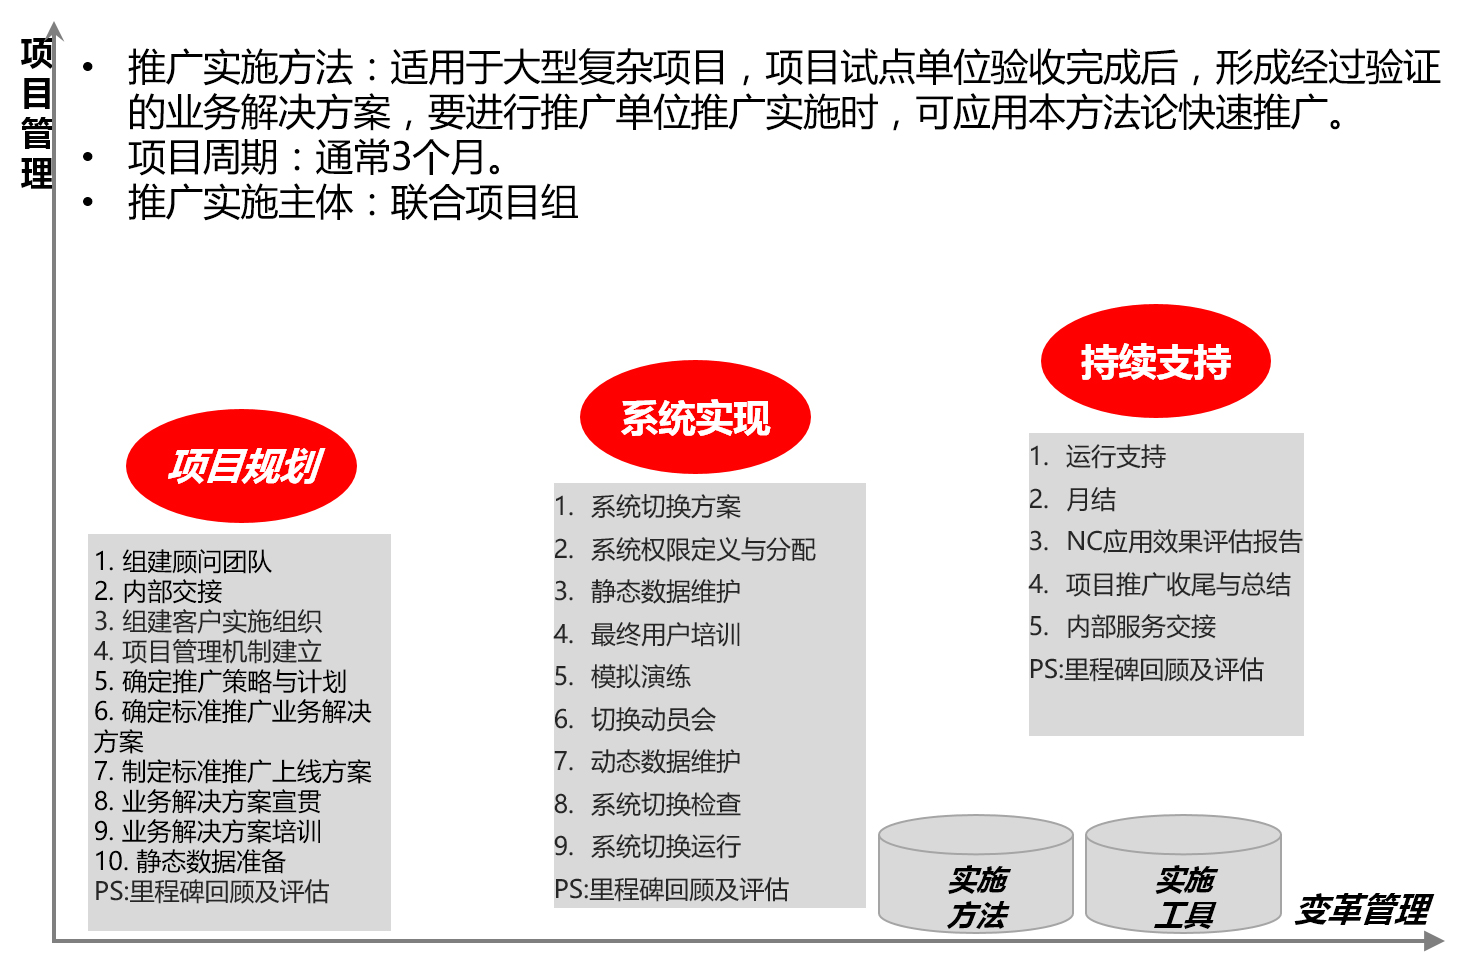 项目管理
• 推广实施方法：适用于大型复杂项目，项目试点单位验收完成后，形成经过验证
的业务解决方案，要进行推广单位推广实施时，可应用本方法论快速推广。
• 项目周期：通常3个月。
• 推广实施主体：联合项目组
项目规划
1. 组建顾问团队
2. 内部交接
3. 组建客户实施组织
4. 项目管理机制建立
5. 确定推广策略与计划
6. 确定标准推广业务解决
方案
7. 制定标准推广上线方案
8. 业务解决方案宣贯
9. 业务解决方案培训
10. 静态数据准备
PS:里程碑回顾及评估
系统实现
1. 系统切换方案
2. 系统权限定义与分配
3. 静态数据维护
4. 最终用户培训
5. 模拟演练
6. 切换动员会
7. 动态数据维护
8. 系统切换检查
9. 系统切换运行
PS:里程碑回顾及评估
持续支持
1. 运行支持
2. 月结
3. NC应用效果评估报告
4. 项目推广收尾与总结
5. 内部服务交接
PS:里程碑回顾及评估
实施
方法
实施
工具
变革管理